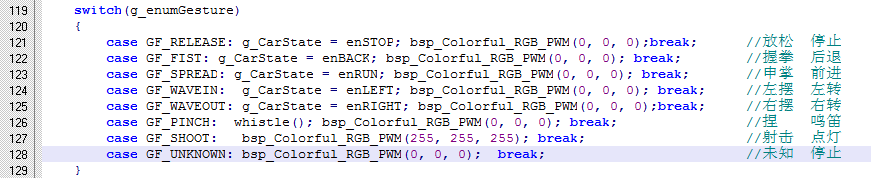 119 switch(g_enumGesture)
120 {
121 case GF_RELEASE: g_CarState = enSTOP; bsp_Colorful_RGB_PWM(0, 0, 0);break; //放松 停止
122 case GF_FIST: g_CarState = enBACK; bsp_Colorful_RGB_PWM(0, 0, 0); break; //握拳 后退
123 case GF_SPREAD: g_CarState = enRUN; bsp_Colorful_RGB_PWM(0, 0, 0); break; //申掌 前进
124 case GF_WAVEIN: g_CarState = enLEFT; bsp_Colorful_RGB_PWM(0, 0, 0); break; //左摆 左转
125 case GF_WAVEOUT: g_CarState = enRIGHT; bsp_Colorful_RGB_PWM(0, 0, 0);break; //右摆 右转
126 case GF_PINCH: whistle(); bsp_Colorful_RGB_PWM(0, 0, 0); break; //捏 鸣笛
127 case GF_SHOOT: bsp_Colorful_RGB_PWM(255, 255, 255); break; //射击 点灯
128 case GF_UNKNOWN: bsp_Colorful_RGB_PWM(0, 0, 0); break; //未知 停止
129 }